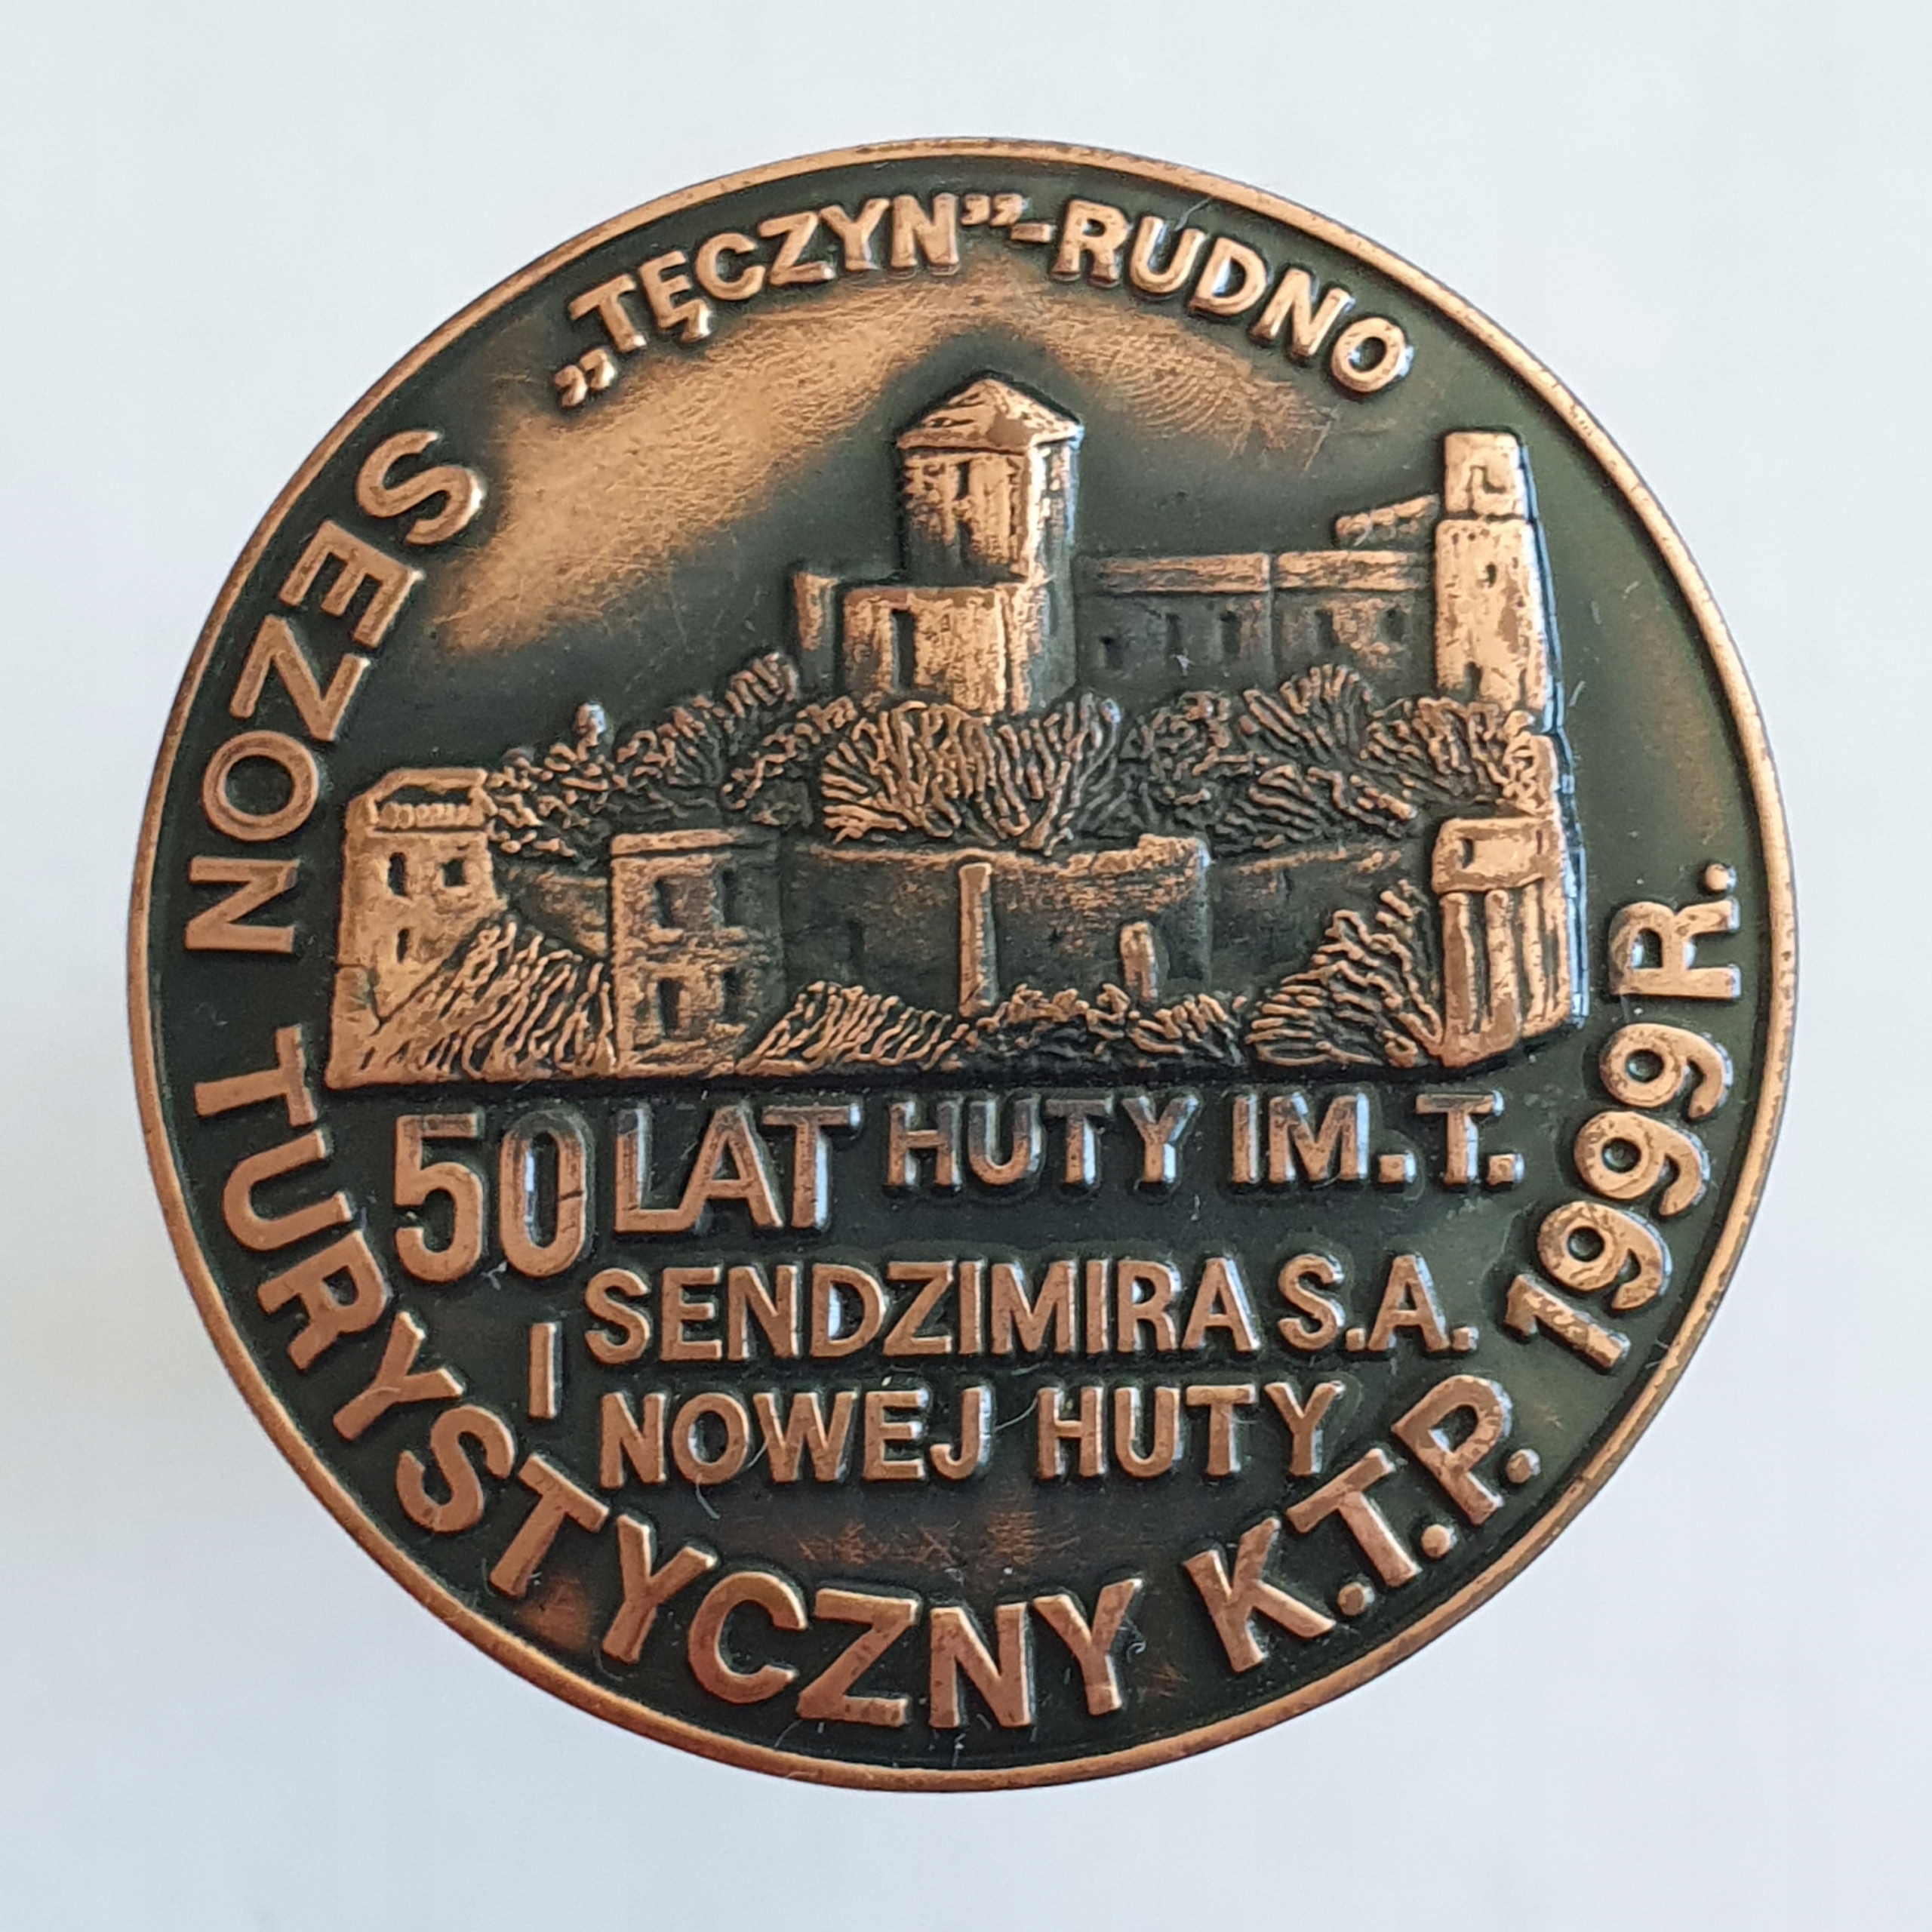 „TĘCZYN”-RUDNO
50 LAT HUTY IM. T.
SENDZIMIRA S.A.
I NOWEJ HUTY
SEZON TURYSTYCZNY K.T.P. 1999 R.